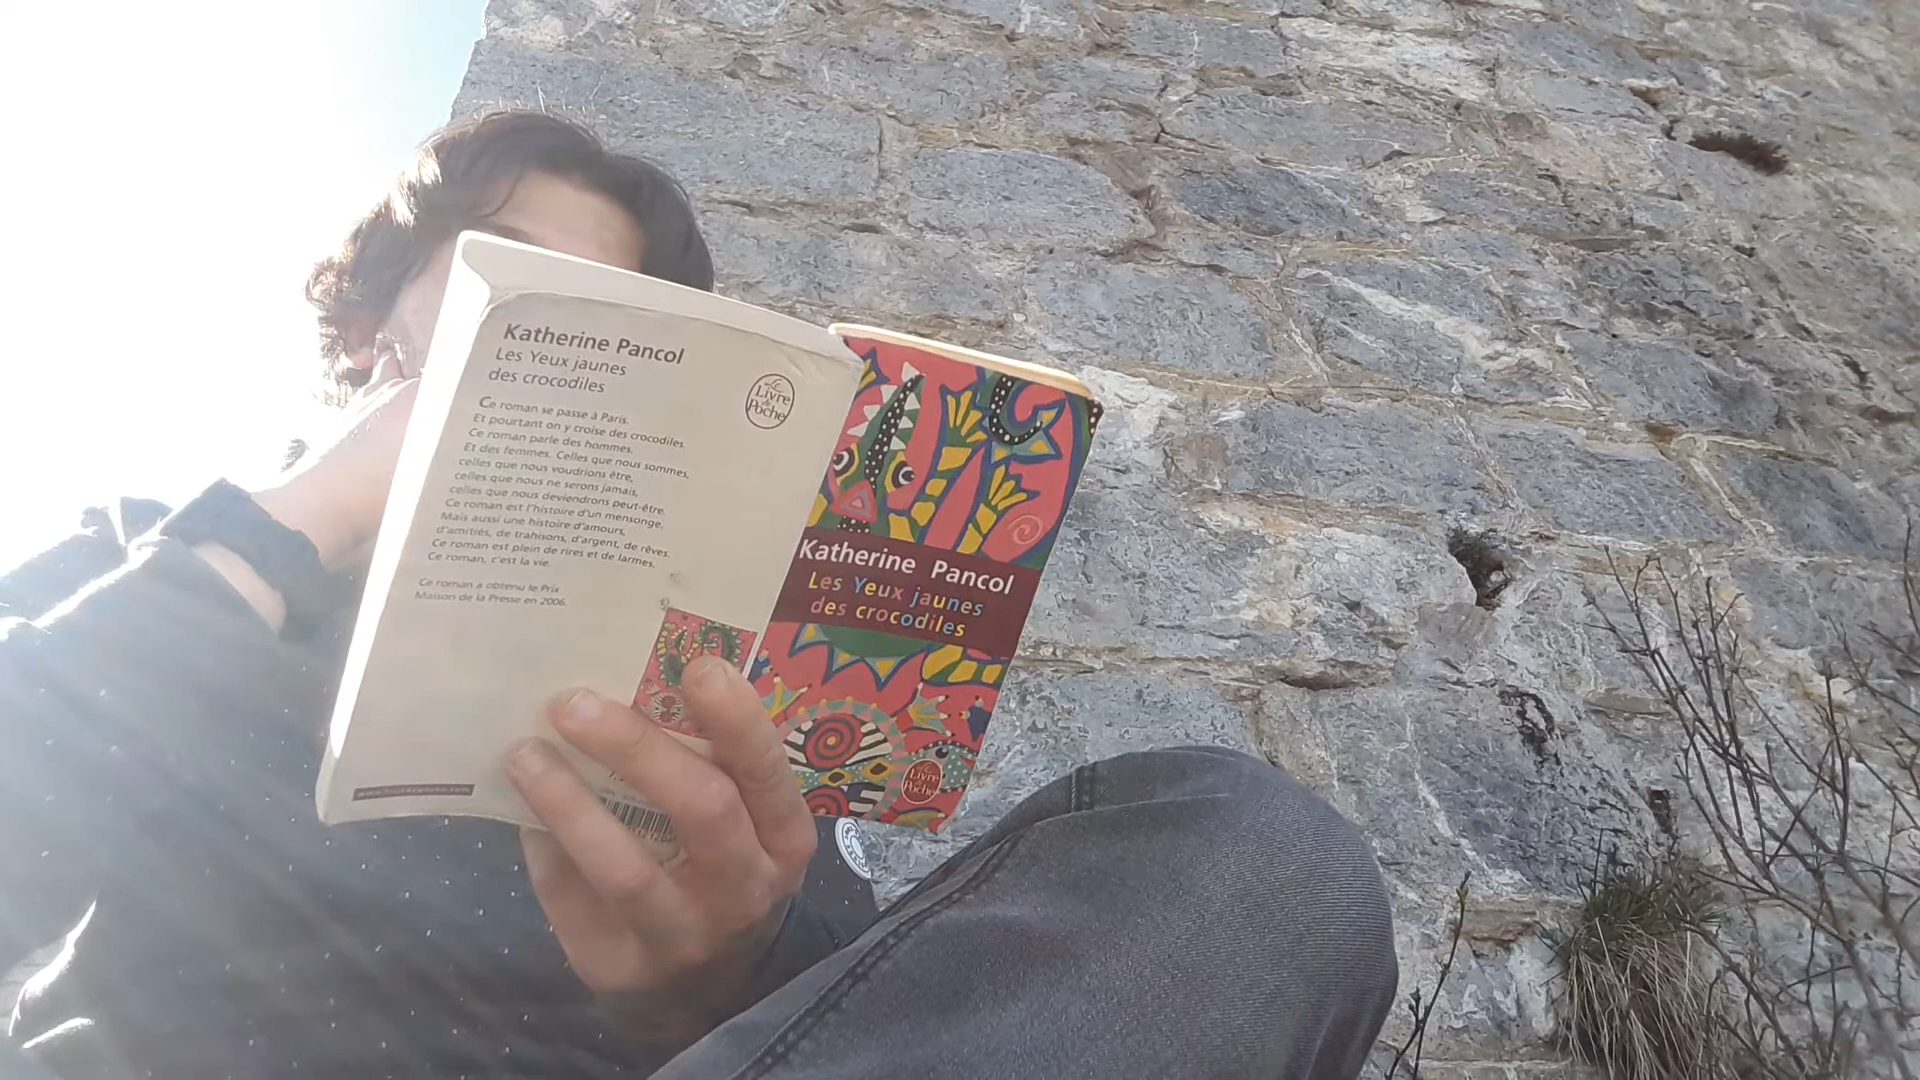 Katherine Pancol
Les Yeux jaunes
des crocodiles
Le
Livre
de
Poche
Ce roman se passe à Paris.
Et pourtant on y croise des crocodiles.
Ce roman parle des hommes.
Et des femmes. Celles que nous sommes,
celles que nous voudrions être,
celles que nous ne serons jamais,
celles que nous deviendrons peut-être.
Ce roman est l'histoire d'un mensonge.
Mais aussi une histoire d'amours,
d'amitiés, de trahisons, d'argent, de rêves.
Ce roman est plein de rires et de larmes.
Ce roman, c'est la vie.
Ce roman a obtenu le Prix
Maison de la Presse en 2006.
Katherine Pancol
Les Yeux jaunes
des crocodiles
Le
Livre
de
Poche